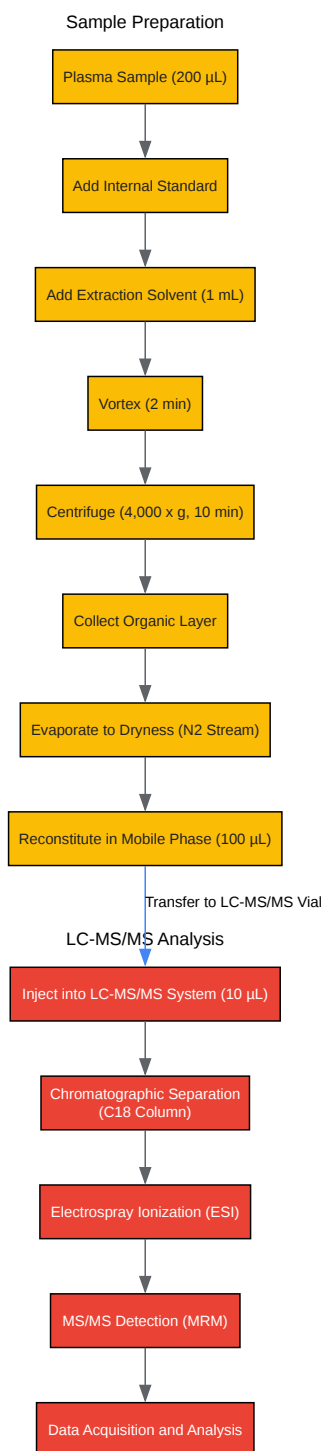 Sample Preparation
Plasma Sample (200 µL)
Add Internal Standard
Add Extraction Solvent (1 mL)
Vortex (2 min)
Centrifuge (4,000 x g, 10 min)
Collect Organic Layer
Evaporate to Dryness (N2 Stream)
Reconstitute in Mobile Phase (100 µL)
Transfer to LC-MS/MS Vial
LC-MS/MS Analysis
Inject into LC-MS/MS System (10 µL)
Chromatographic Separation
(C18 Column)
Electrospray Ionization (ESI)
MS/MS Detection (MRM)
Data Acquisition and Analysis